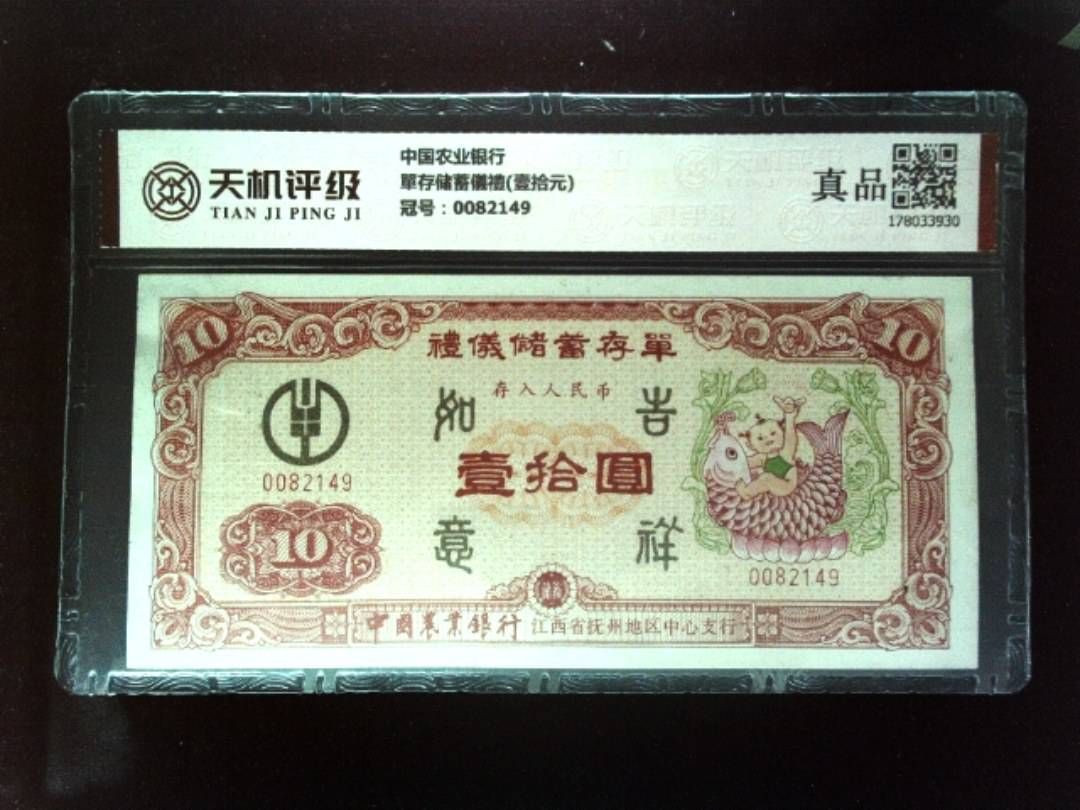 天机评级
TIAN JI PING JI
中国农业银行
單存储蓄儀禮(壹拾元)
冠号：0082149
真品
178033930
10
10
禮儀儲蓄存單
存入人民币
如
吉
壹拾圓
0082149
意
祥
10
0082149
中国农业銀行 江西省抚州地区中心支行